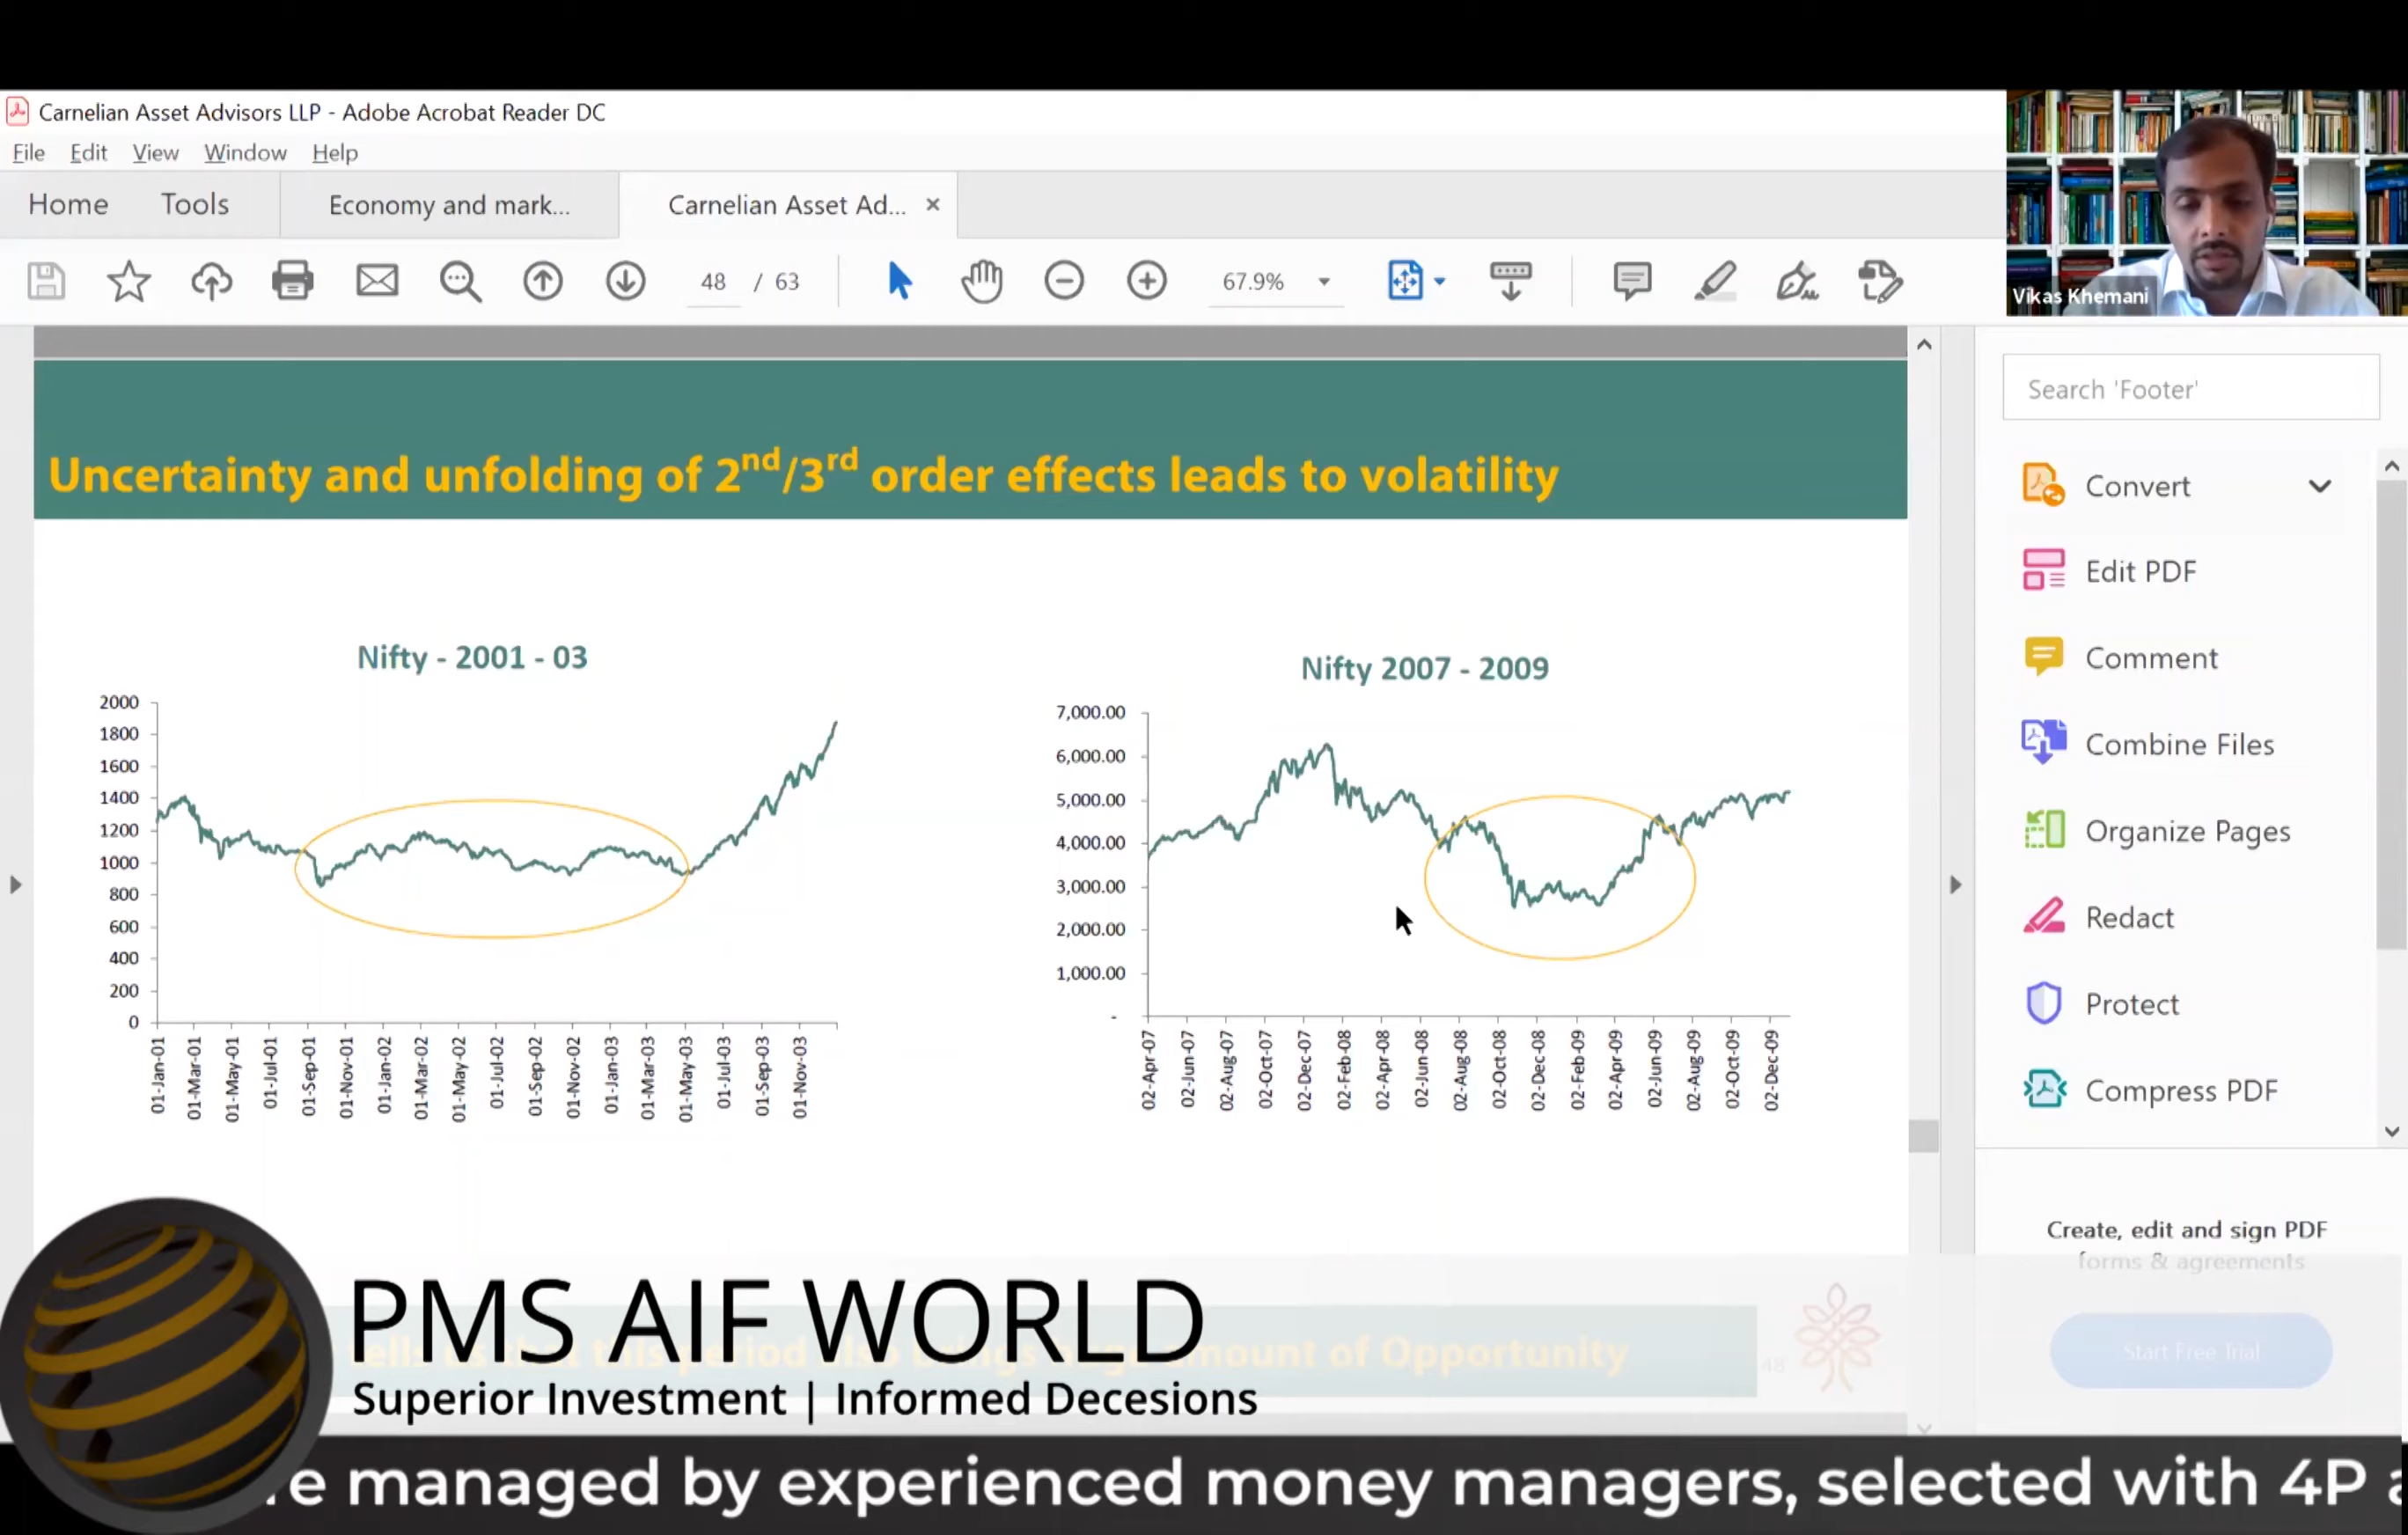 Carnelian Asset Advisors LLP - Adobe Acrobat Reader DC
File Edit View Window Help
Home Tools Economy and mark... Carnelian Asset Ad... ×
48 / 63 67.9%
Vikas Khemani
Search 'Footer'
Uncertainty and unfolding of 2nd/3rd order effects leads to volatility
Nifty - 2001 - 03
2000
1800
1600
1400
1200
1000
800
600
400
200
0
01-Jan-01
01-Mar-01
01-May-01
01-Jul-01
01-Sep-01
01-Nov-01
01-Jan-02
01-Mar-02
01-May-02
01-Jul-02
01-Sep-02
01-Nov-02
01-Jan-03
01-Mar-03
01-May-03
01-Jul-03
01-Sep-03
01-Nov-03
Nifty 2007 - 2009
7,000.00
6,000.00
5,000.00
4,000.00
3,000.00
2,000.00
1,000.00
-
02-Apr-07
02-Jun-07
02-Aug-07
02-Oct-07
02-Dec-07
02-Feb-08
02-Apr-08
02-Jun-08
02-Aug-08
02-Oct-08
02-Dec-08
02-Feb-09
02-Apr-09
02-Jun-09
02-Aug-09
02-Oct-09
02-Dec-09
Convert
Edit PDF
Comment
Combine Files
Organize Pages
Redact
Protect
Compress PDF
Create, edit and sign PDF
forms & agreements
Start Free Trial
PMS AIF WORLD
this period also amount of Opportunity
48
Superior Investment | Informed Decesions
re managed by experienced money managers, selected with 4P a